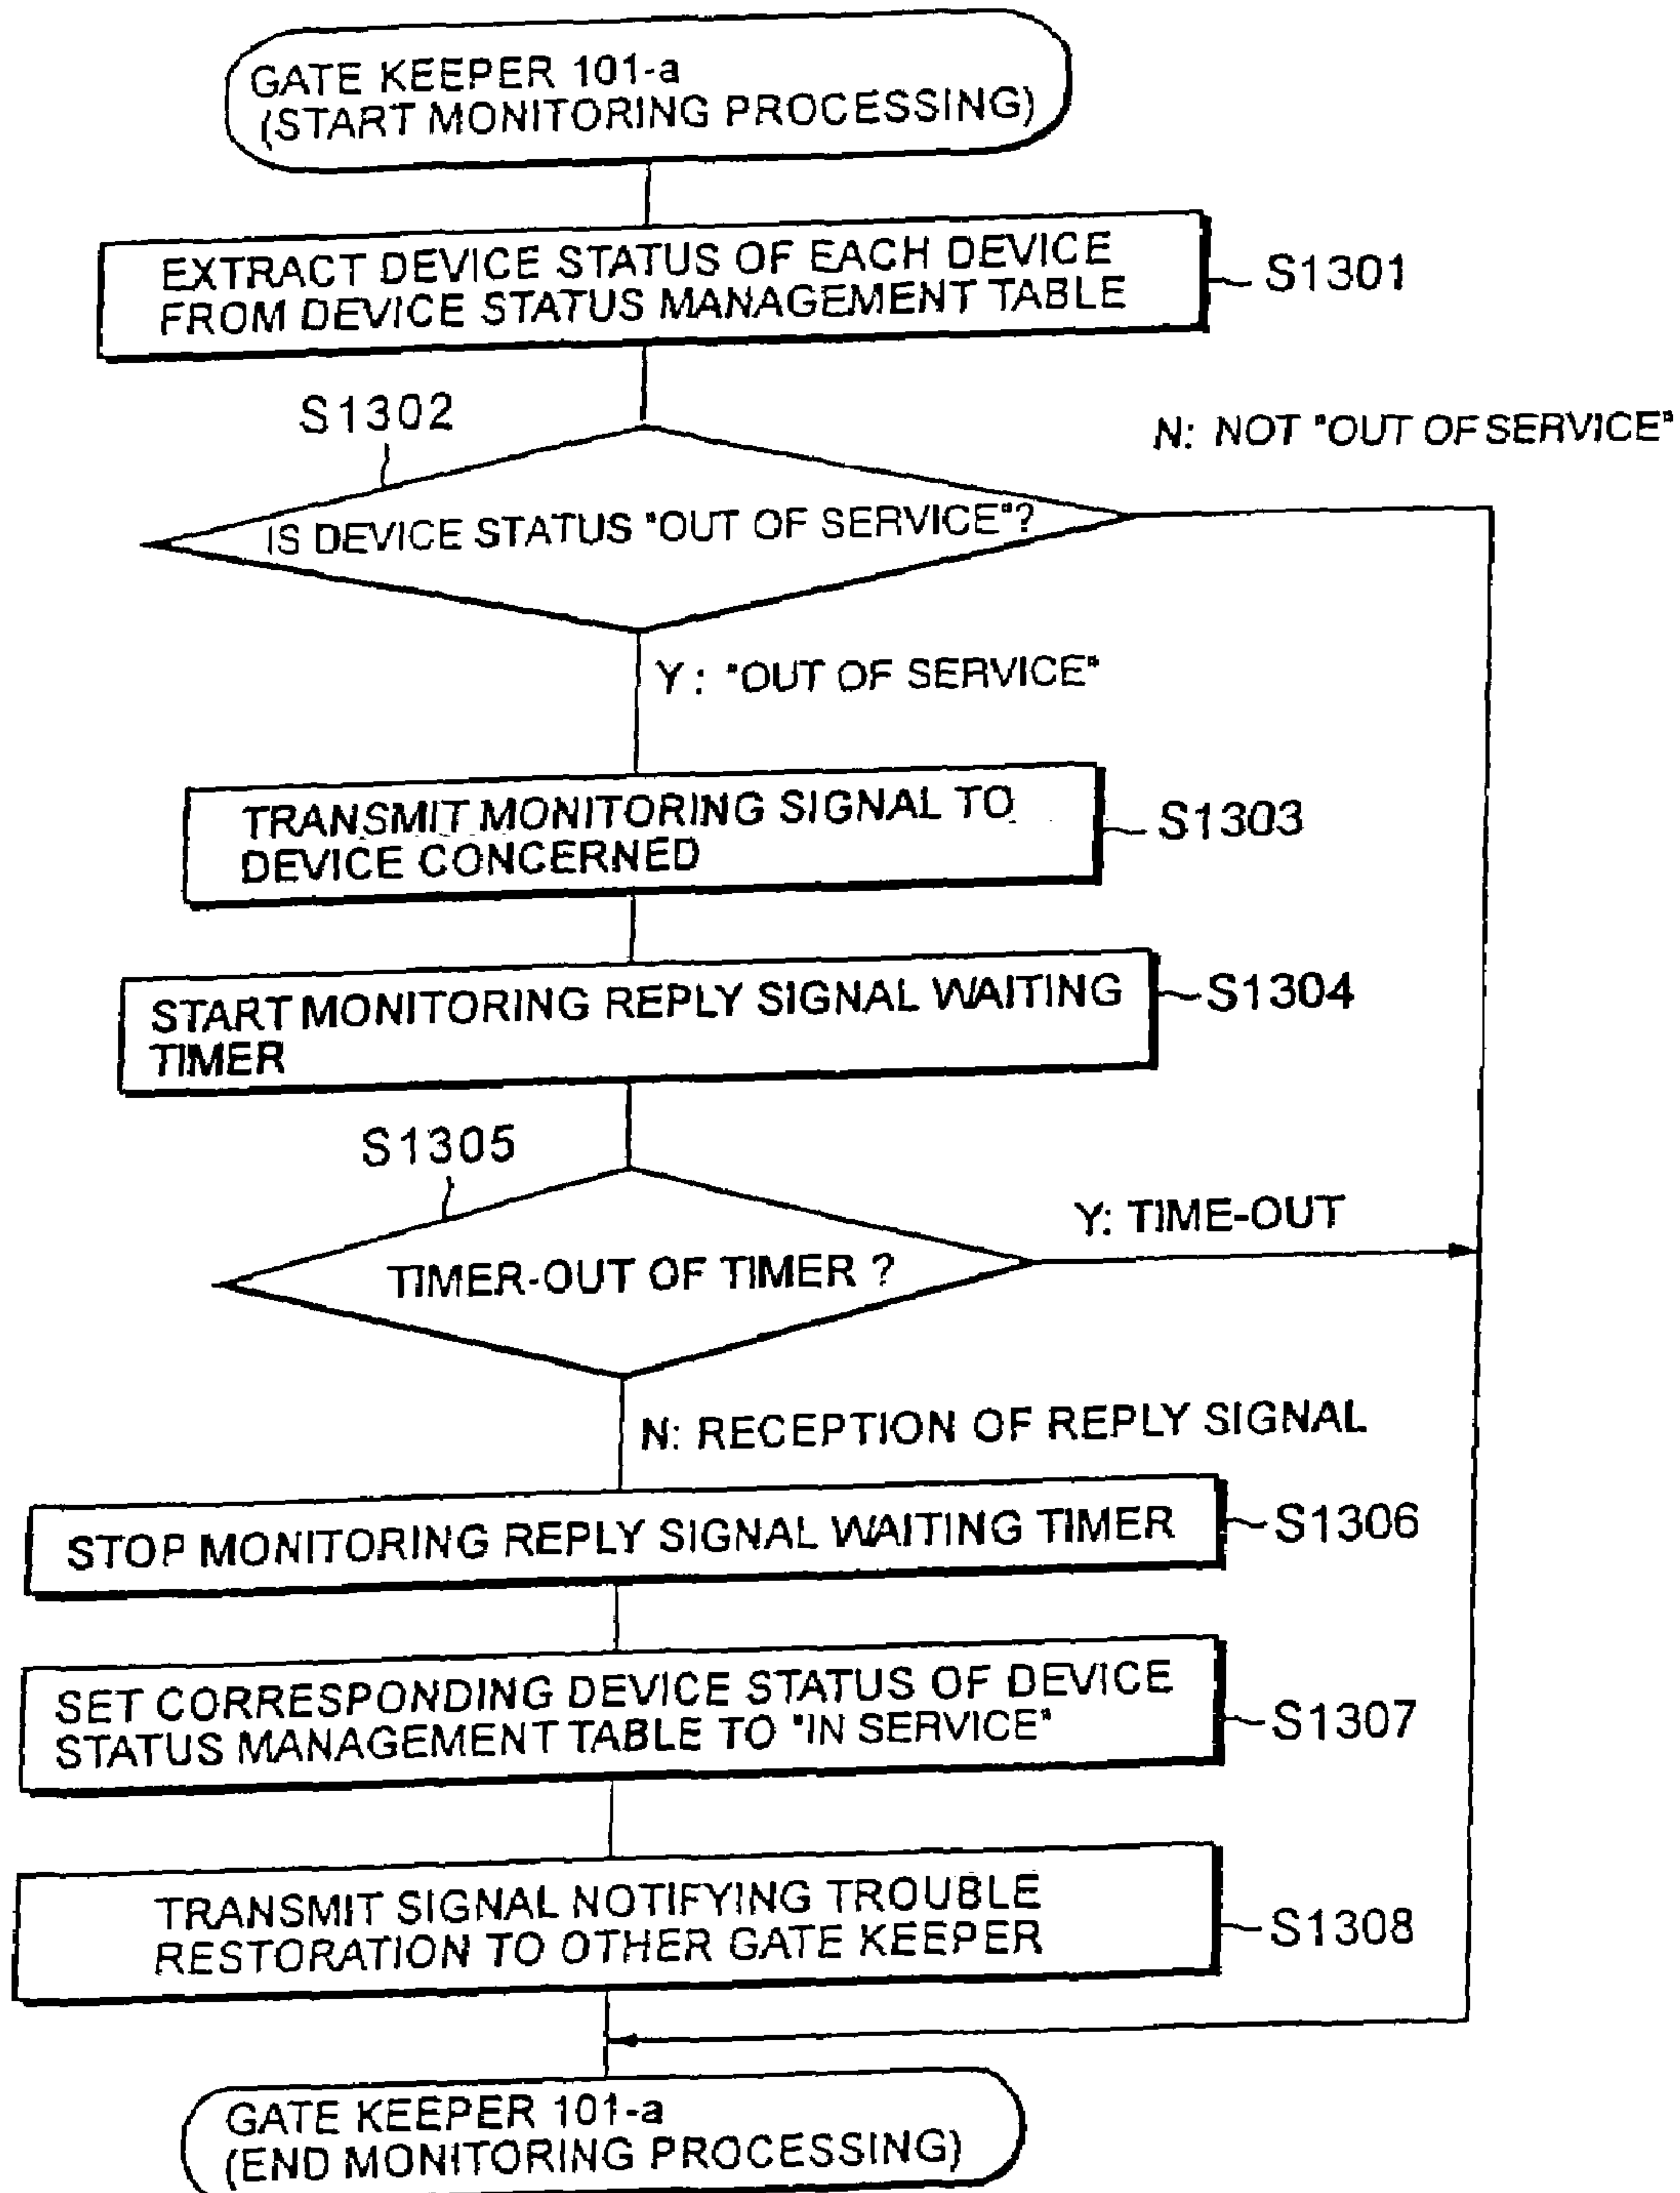 GATE KEEPER 101-a
(START MONITORING PROCESSING)
EXTRACT DEVICE STATUS OF EACH DEVICE
FROM DEVICE STATUS MANAGEMENT TABLE
S1301
S1302
N: NOT "OUT OF SERVICE"
IS DEVICE STATUS "OUT OF SERVICE"?
Y: "OUT OF SERVICE"
TRANSMIT MONITORING SIGNAL TO
DEVICE CONCERNED
S1303
START MONITORING REPLY SIGNAL WAITING
TIMER
S1304
S1305
Y: TIME-OUT
TIMER-OUT OF TIMER ?
N: RECEPTION OF REPLY SIGNAL
STOP MONITORING REPLY SIGNAL WAITING TIMER
S1306
SET CORRESPONDING DEVICE STATUS OF DEVICE
STATUS MANAGEMENT TABLE TO "IN SERVICE"
S1307
TRANSMIT SIGNAL NOTIFYING TROUBLE
RESTORATION TO OTHER GATE KEEPER
S1308
GATE KEEPER 101-a
(END MONITORING PROCESSING)